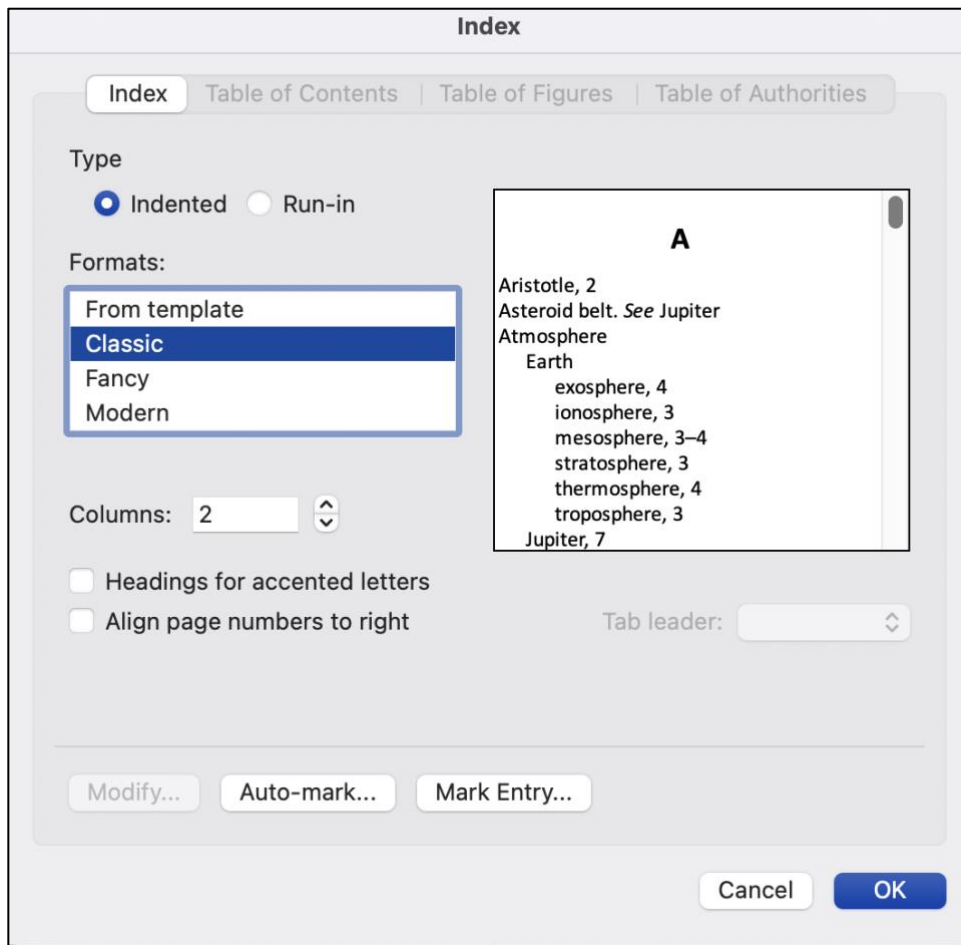 Index
Index | Table of Contents | Table of Figures | Table of Authorities
Type
Indented Run-in
Formats:
From template
Classic
Fancy
Modern
Columns: 2
Headings for accented letters
Align page numbers to right
A
Aristotle, 2
Asteroid belt. See Jupiter
Atmosphere
Earth
exosphere, 4
ionosphere, 3
mesosphere, 3–4
stratosphere, 3
thermosphere, 4
troposphere, 3
Jupiter, 7
Tab leader:
Modify... Auto-mark... Mark Entry...
Cancel OK